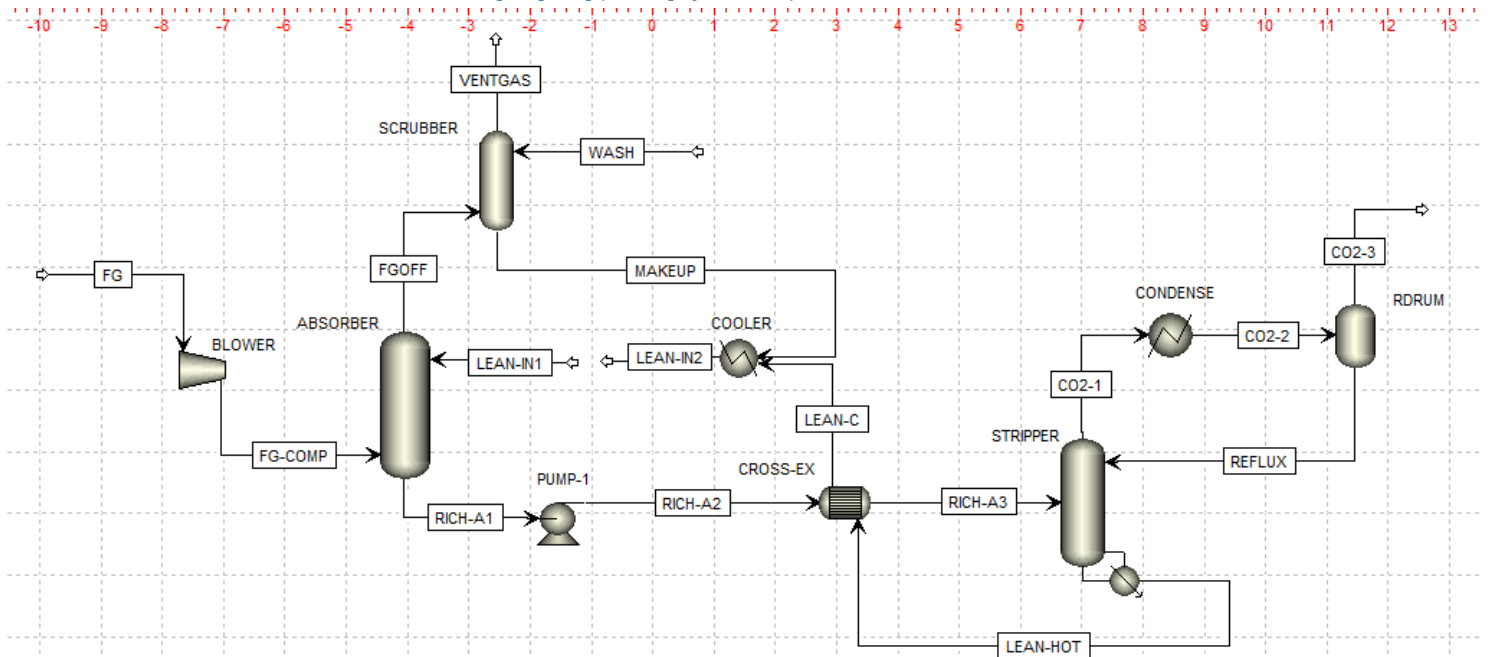 -10 -9 -8 -7 -6 -5 -4 -3 -2 -1 0 1 2 3 4 5 6 7 8 9 10 11 12 13
VENTGAS
SCRUBBER
WASH
CO2-3
FGOFF
MAKEUP
FG
CONDENSE
RDRUM
ABSORBER
COOLER
BLOWER
LEAN-IN1
LEAN-IN2
CO2-2
CO2-1
LEAN-C
STRIPPER
FG-COMP
CROSS-EX
REFLUX
PUMP-1
RICH-A1
RICH-A2
RICH-A3
LEAN-HOT